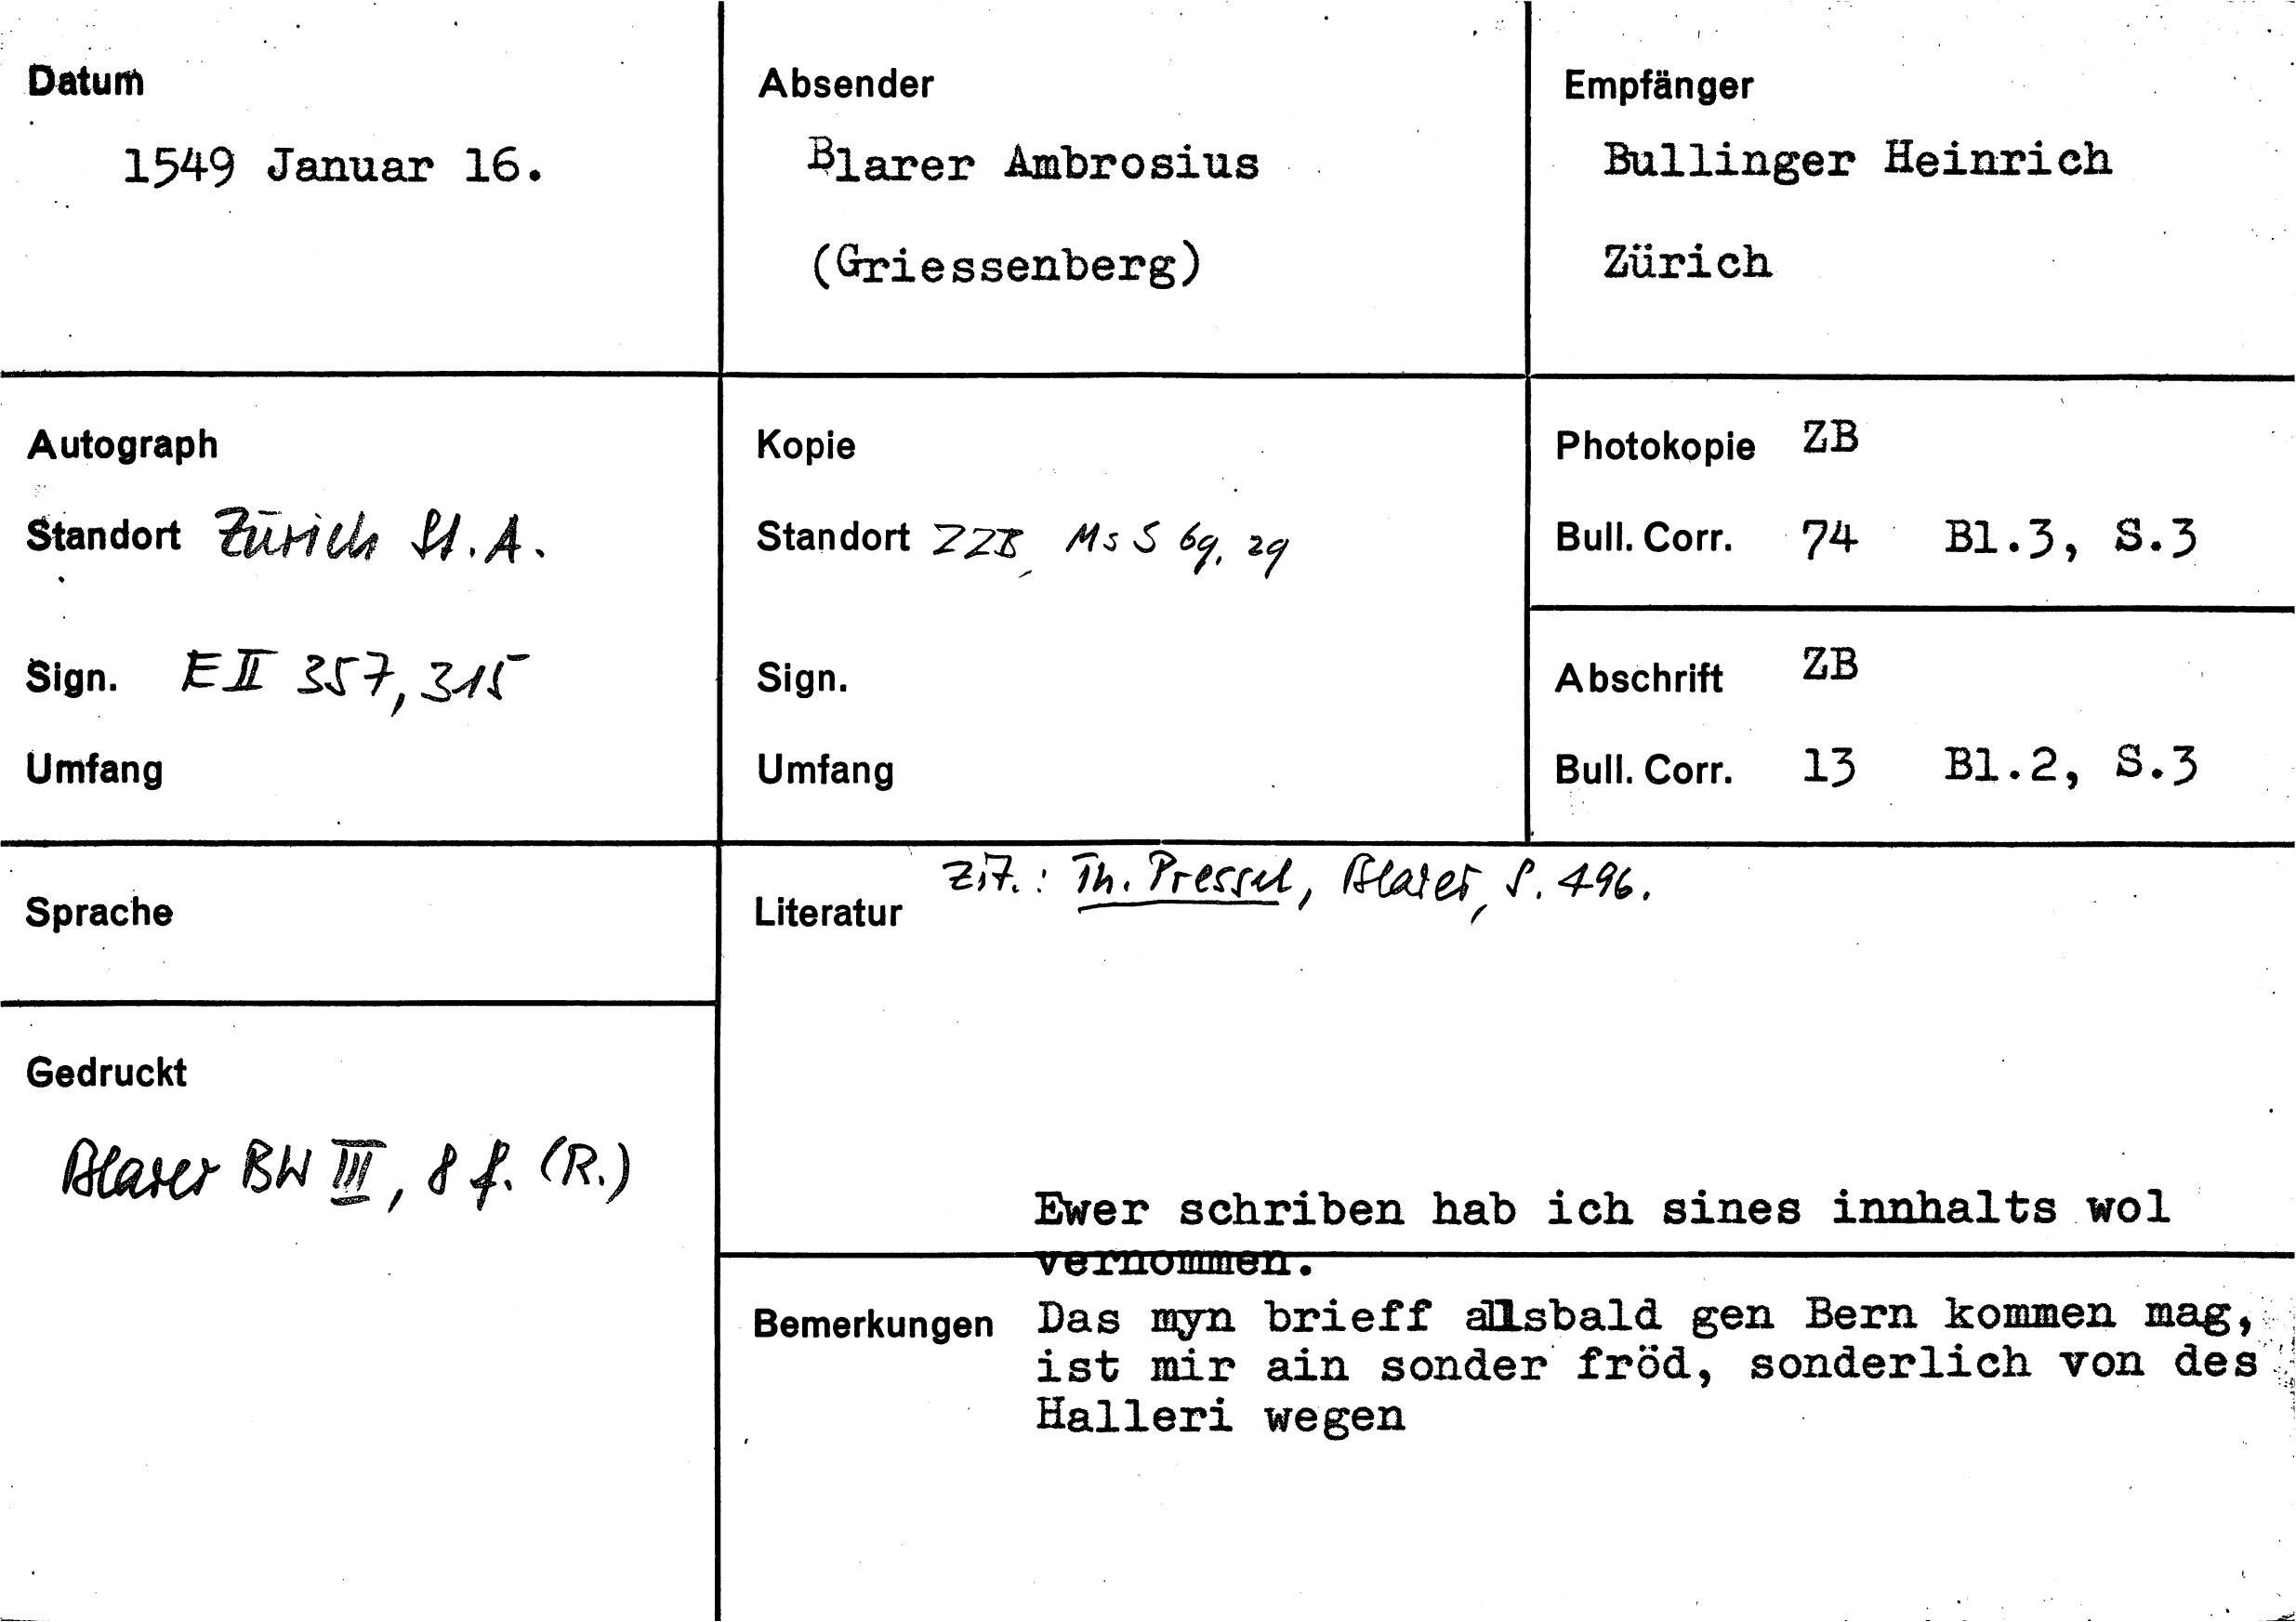 Datum
1549 Januar 16.
Absender
Blarer Ambrosius
(Griessenberg)
Empfänger
Bullinger Heinrich
Zürich
Autograph
Standort Zürich St. A.
Sign. E II 357, 315
Umfang
Kopie
Standort ZZB, Ms S 69, 29
Sign.
Umfang
Photokopie ZB
Bull. Corr. 74 Bl.3, S.3
Abschrift ZB
Bull. Corr. 13 Bl.2, S.3
Sprache
Gedruckt
Blarer BW III, 8 f. (R.)
Literatur Zit.: Th. Pressel, Blarer, S. 496.
Ewer schriben hab ich sines innhalts wol
vernommen.
Bemerkungen Das myn brieff allsbald gen Bern kommen mag,
ist mir ain sonder fröd, sonderlich von des
Halleri wegen